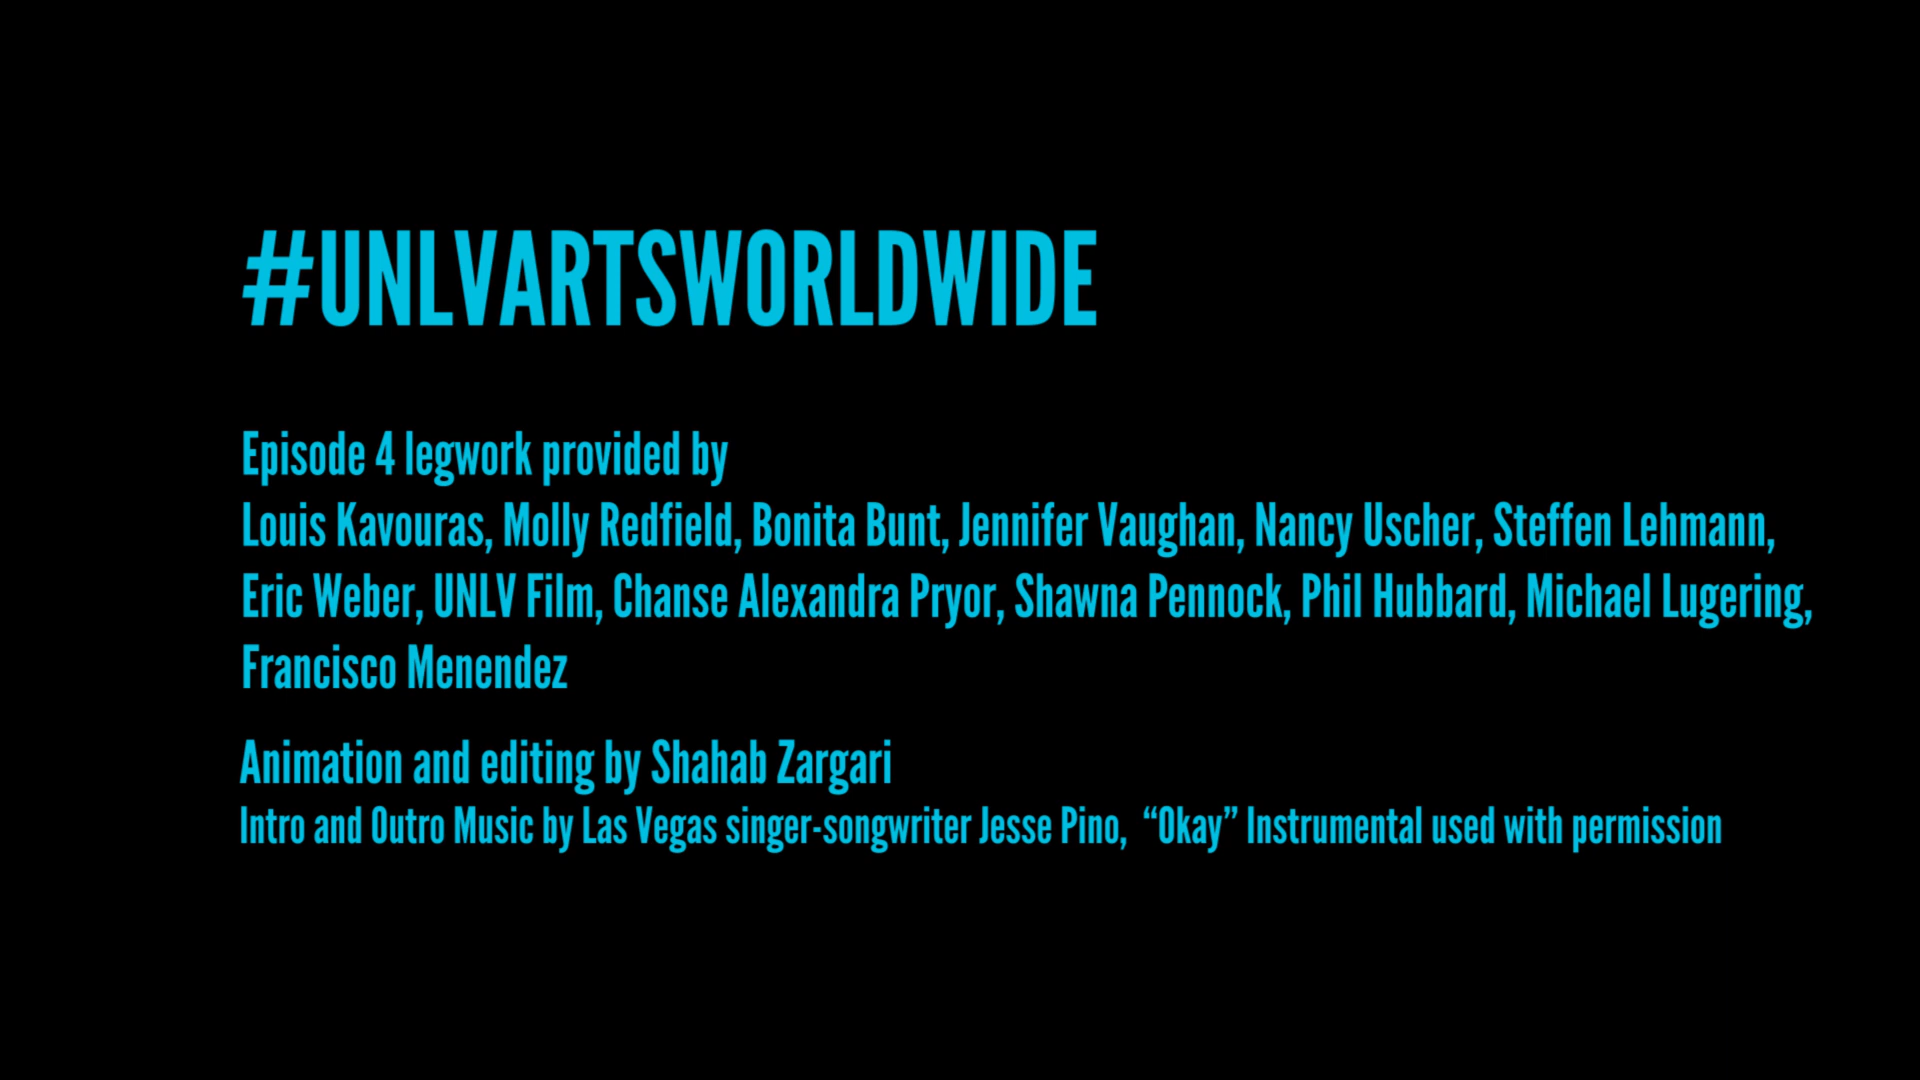 #UNLVARTSWORLDWIDE
Episode 4 legwork provided by
Louis Kavouras, Molly Redfield, Bonita Bunt, Jennifer Vaughan, Nancy Uscher, Steffen Lehmann,
Eric Weber, UNLV Film, Chanse Alexandra Pryor, Shawna Pennock, Phil Hubbard, Michael Lugering,
Francisco Menendez
Animation and editing by Shahab Zargari
Intro and Outro Music by Las Vegas singer-songwriter Jesse Pino, “Okay” Instrumental used with permission